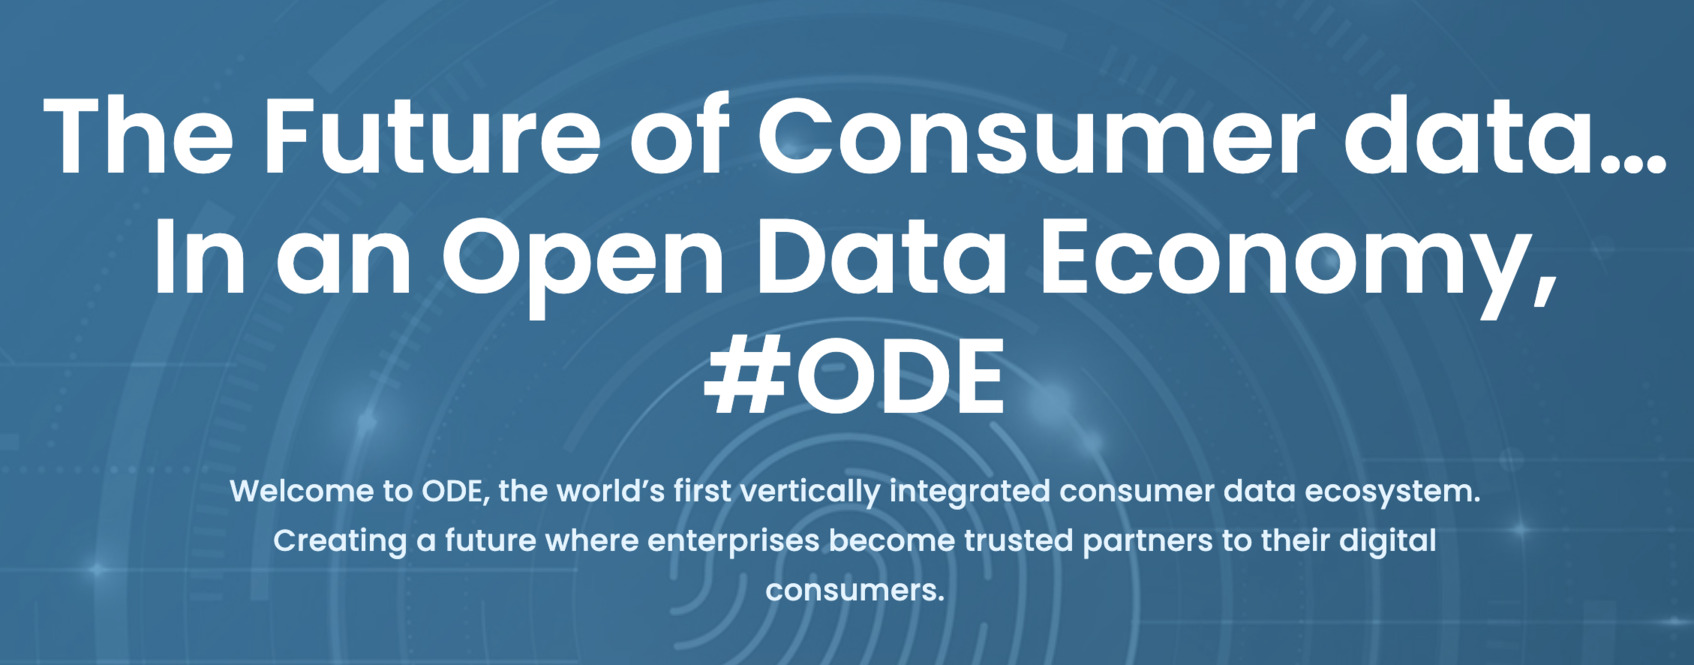 The Future of Consumer data...
In an Open Data Economy,
#ODE
Welcome to ODE, the world’s first vertically integrated consumer data ecosystem.
Creating a future where enterprises become trusted partners to their digital
consumers.